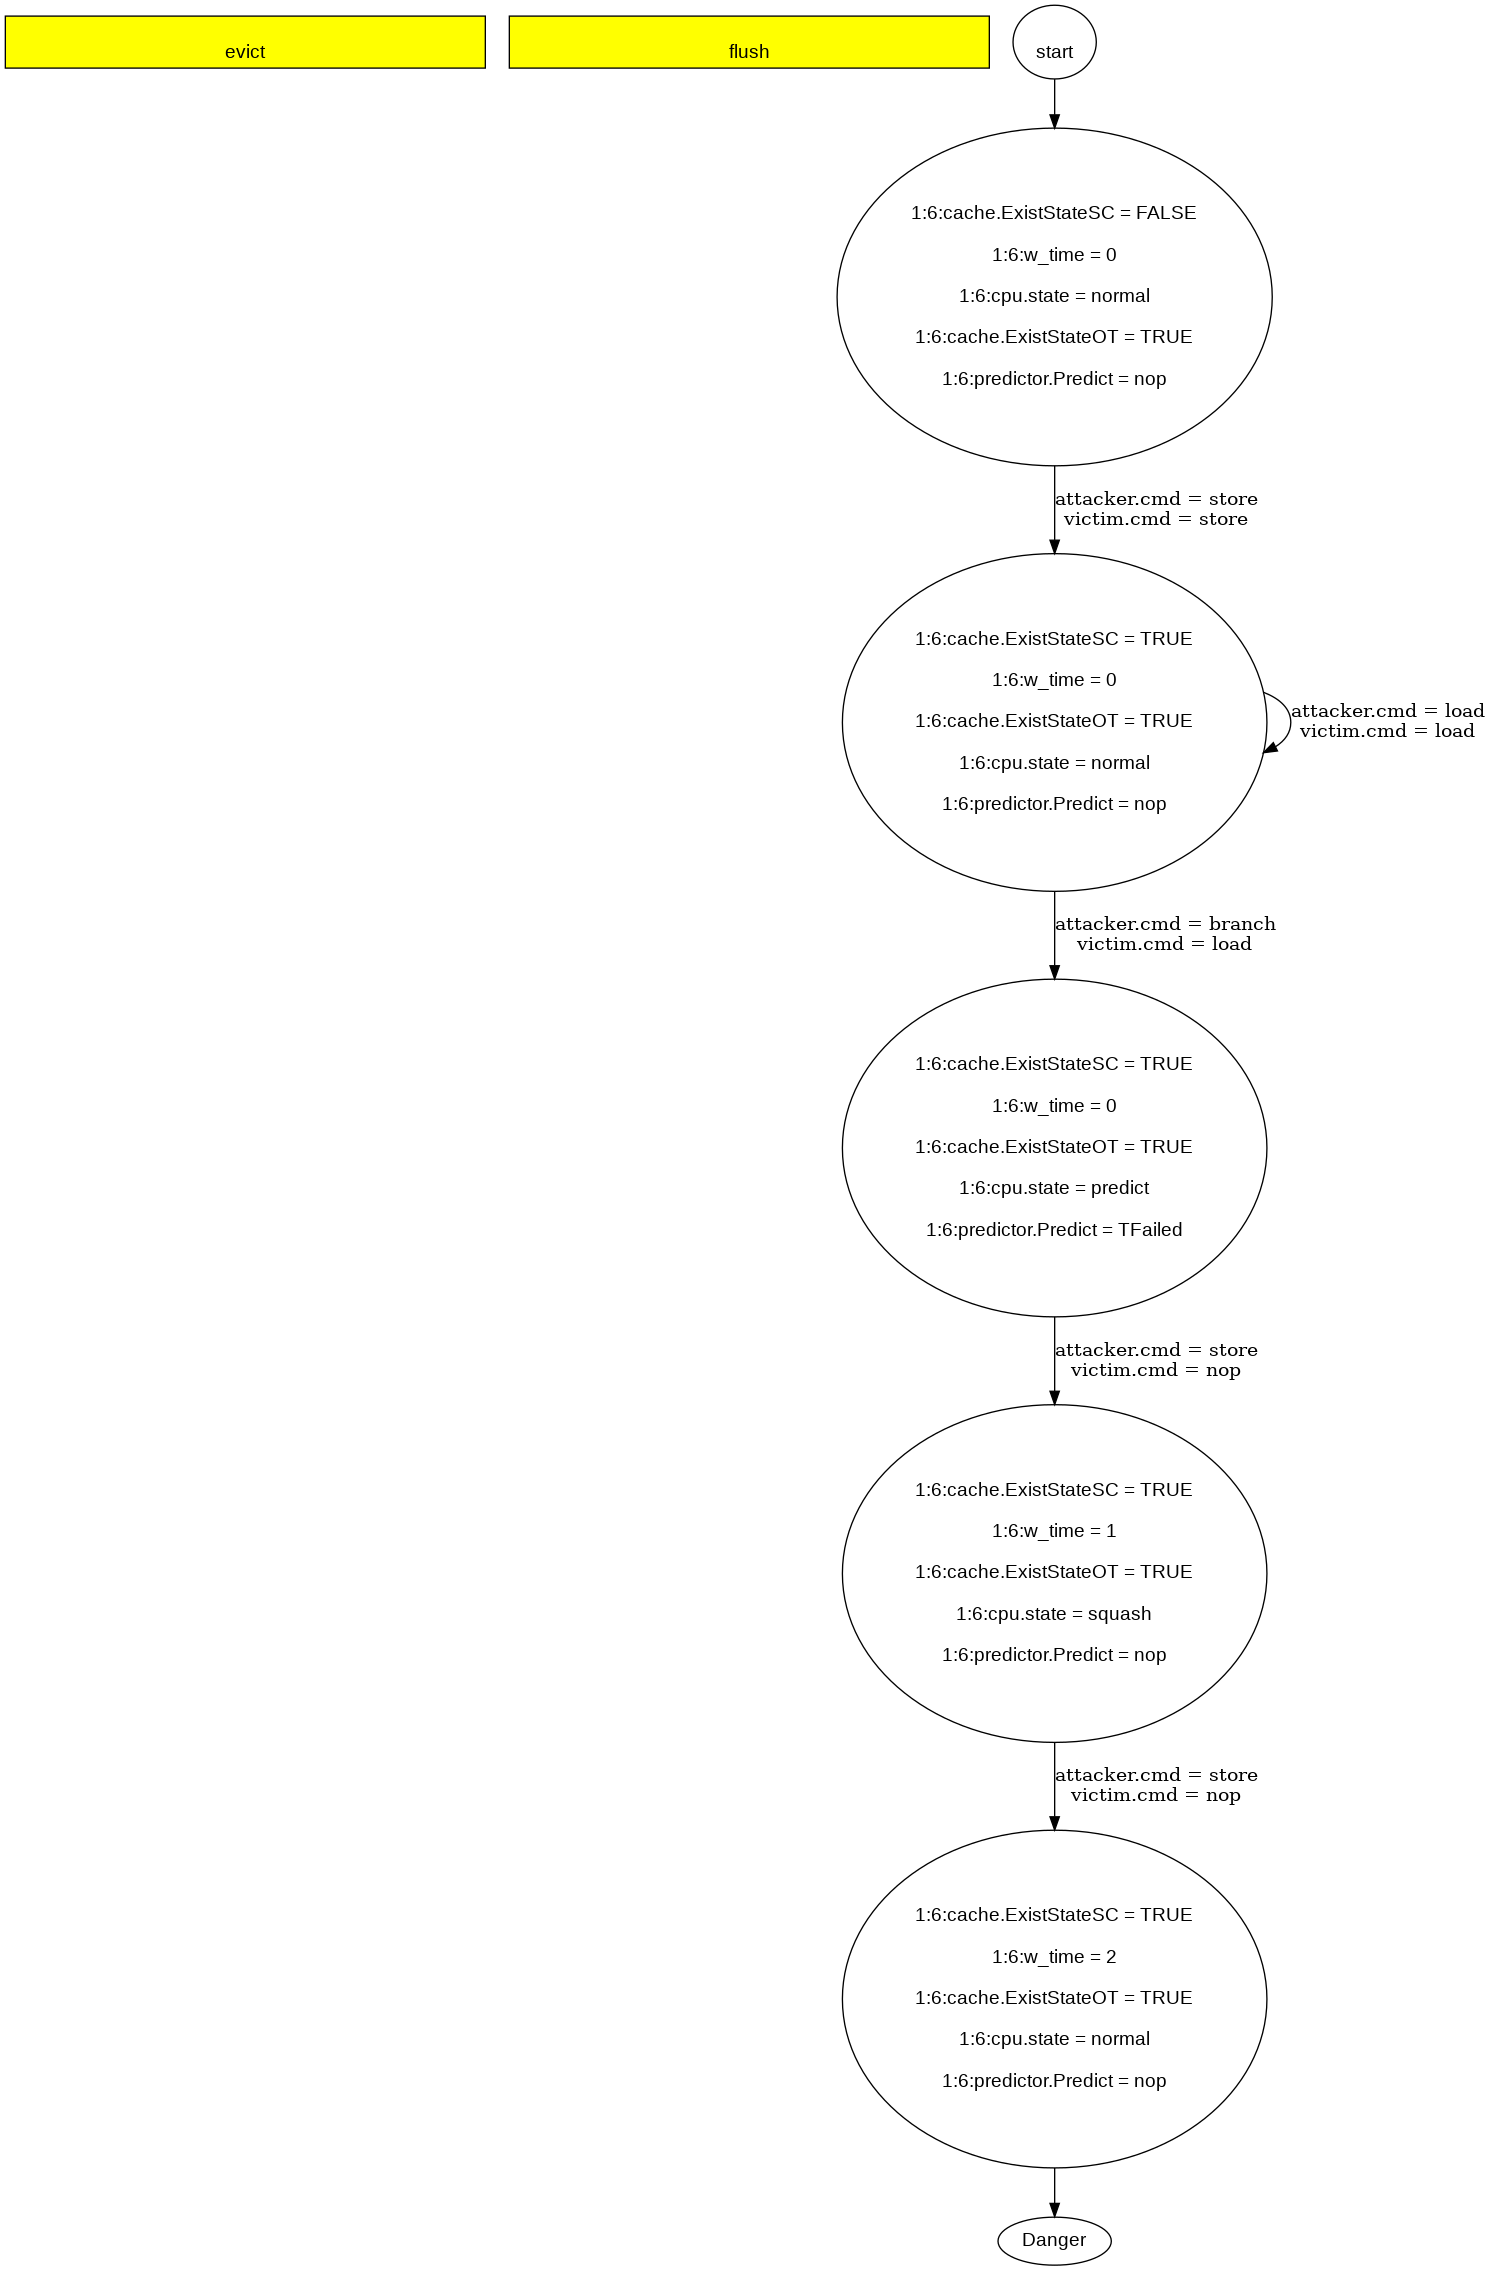 evict
flush
start
1:6:cache.ExistStateSC = FALSE
1:6:w_time = 0
1:6:cpu.state = normal
1:6:cache.ExistStateOT = TRUE
1:6:predictor.Predict = nop
attacker.cmd = store
victim.cmd = store
1:6:cache.ExistStateSC = TRUE
1:6:w_time = 0
1:6:cache.ExistStateOT = TRUE
1:6:cpu.state = normal
1:6:predictor.Predict = nop
attacker.cmd = load
victim.cmd = load
attacker.cmd = branch
victim.cmd = load
1:6:cache.ExistStateSC = TRUE
1:6:w_time = 0
1:6:cache.ExistStateOT = TRUE
1:6:cpu.state = predict
1:6:predictor.Predict = TFailed
attacker.cmd = store
victim.cmd = nop
1:6:cache.ExistStateSC = TRUE
1:6:w_time = 1
1:6:cache.ExistStateOT = TRUE
1:6:cpu.state = squash
1:6:predictor.Predict = nop
attacker.cmd = store
victim.cmd = nop
1:6:cache.ExistStateSC = TRUE
1:6:w_time = 2
1:6:cache.ExistStateOT = TRUE
1:6:cpu.state = normal
1:6:predictor.Predict = nop
Danger